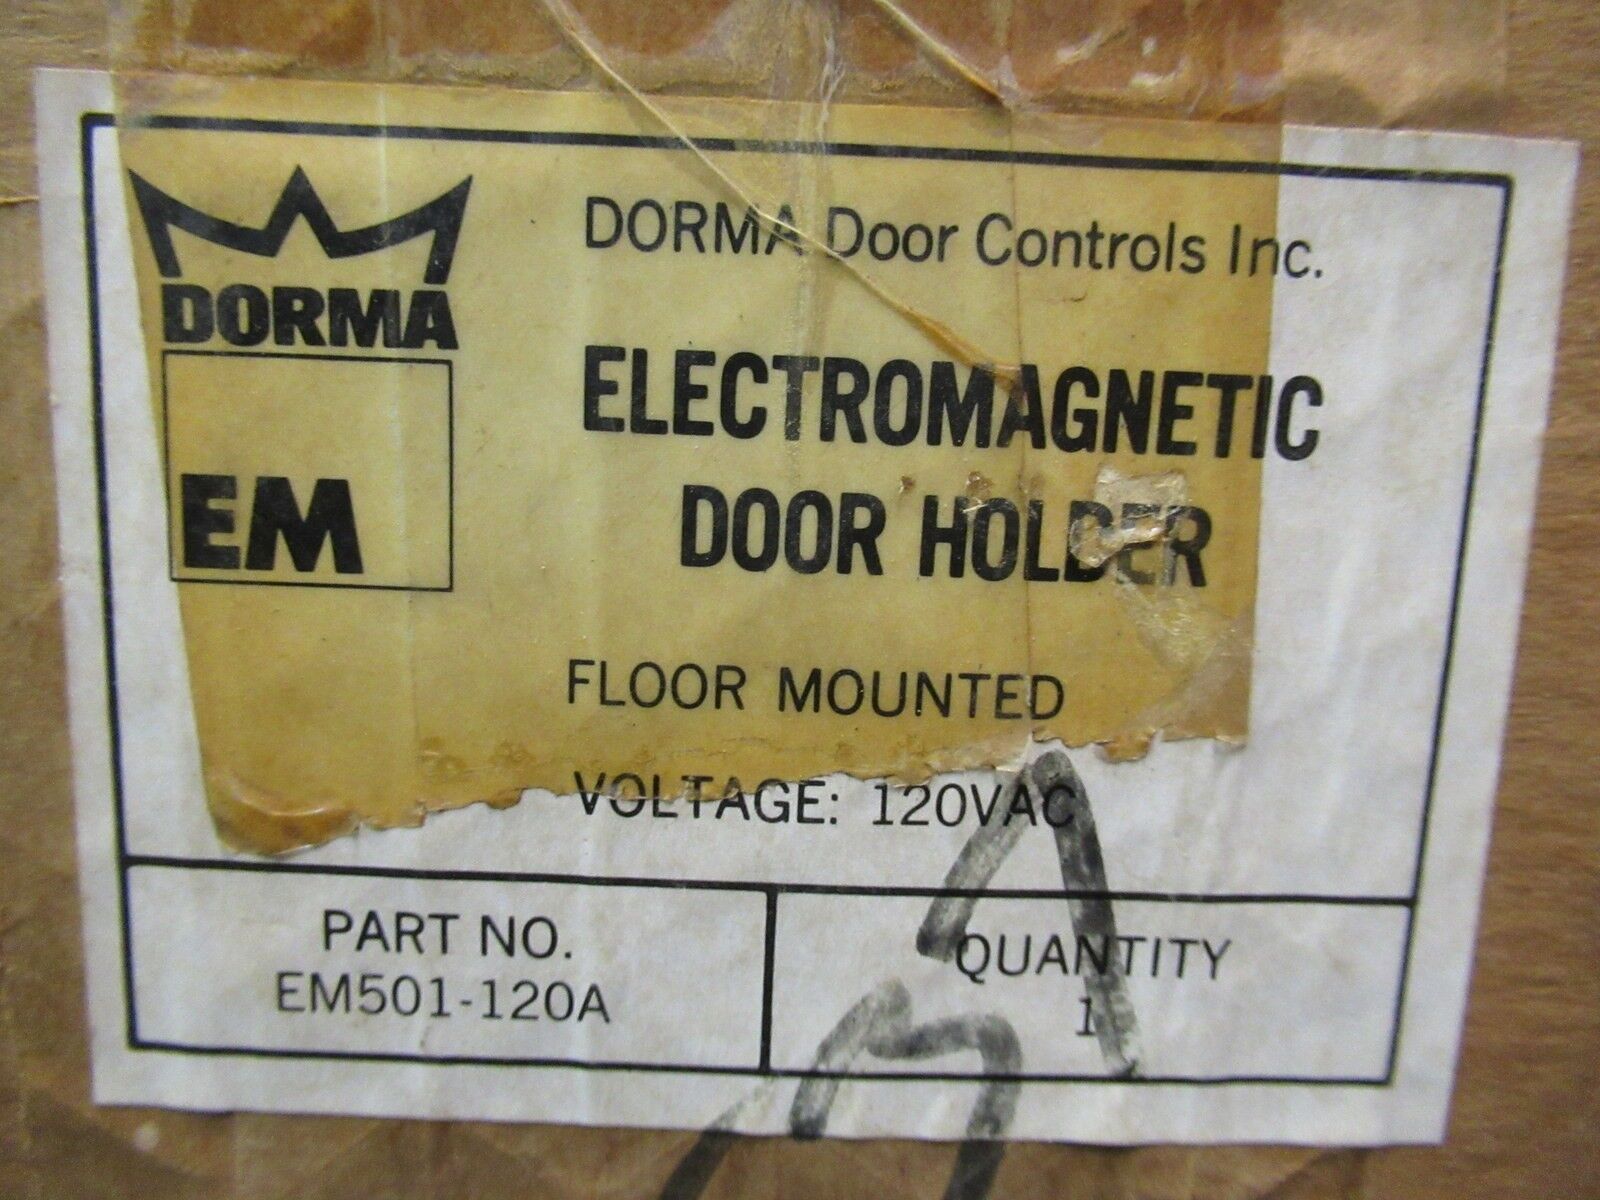 DORMA
EM
DORMA Door Controls Inc.
ELECTROMAGNETIC
DOOR HOLDER
FLOOR MOUNTED
VOLTAGE: 120VAC
PART NO.
EM501-120A
QUANTITY
1